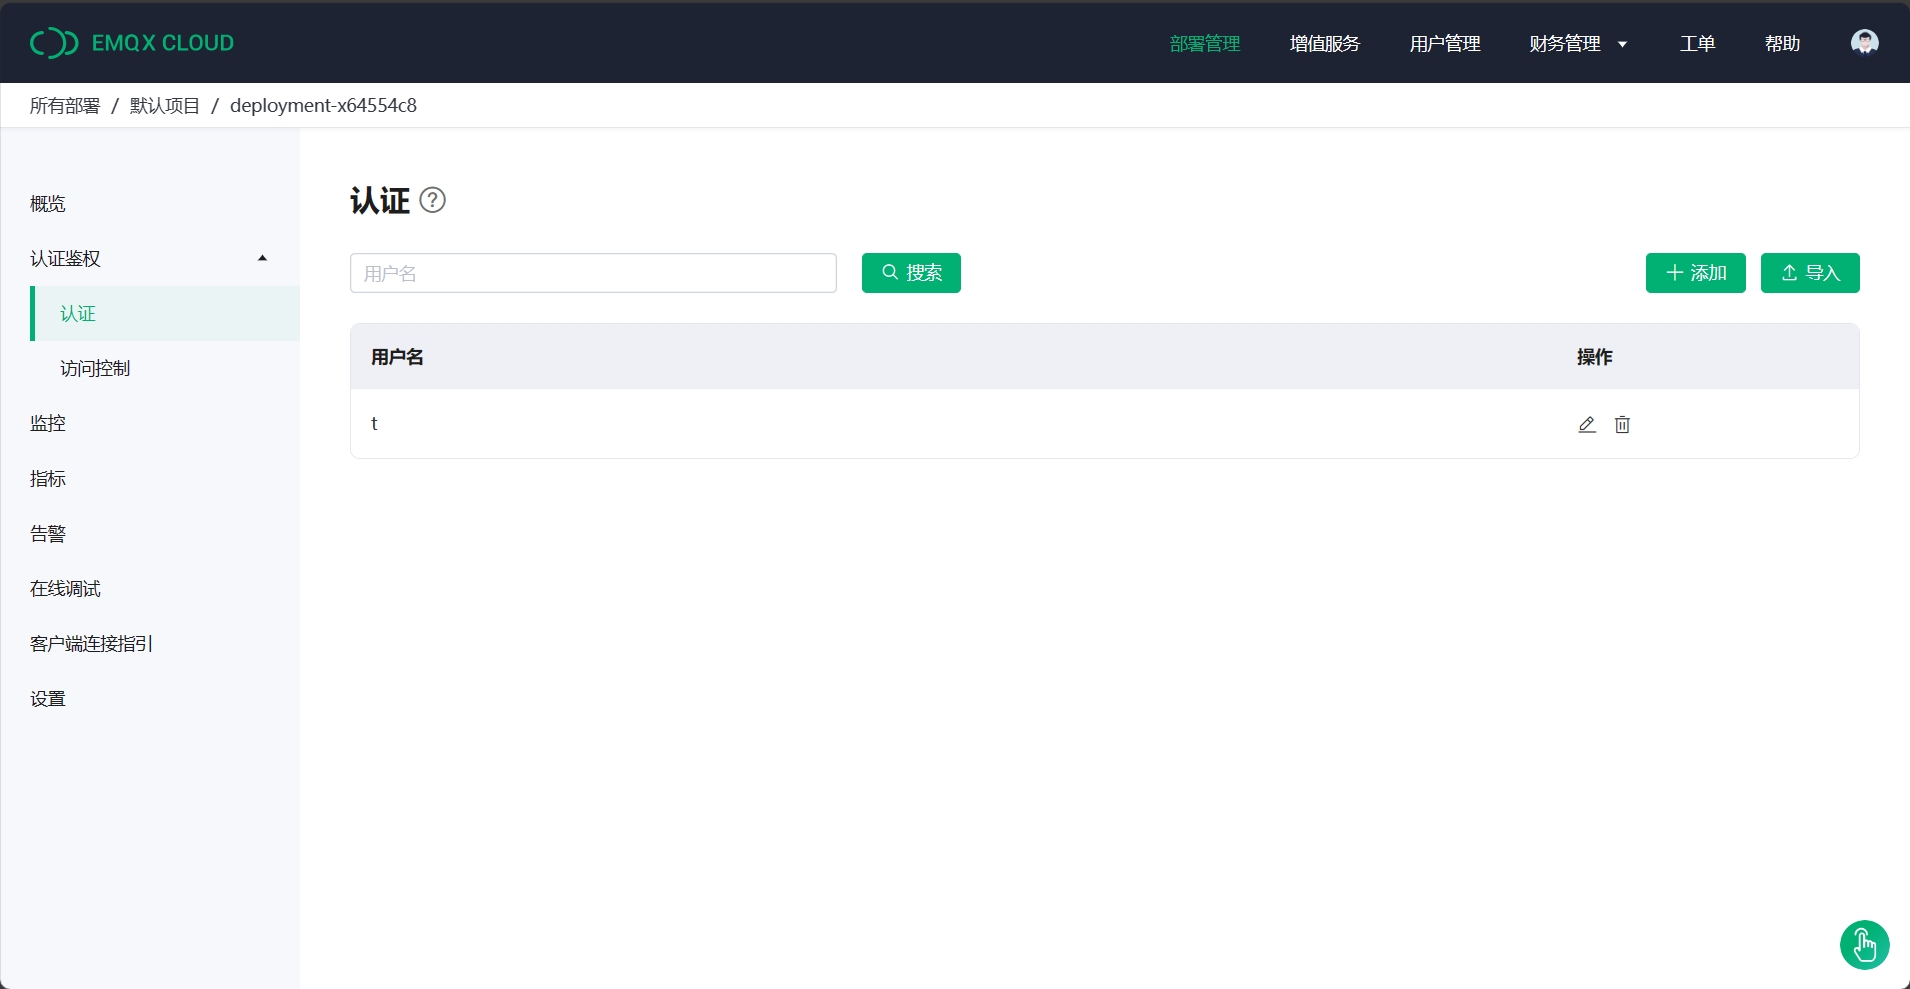 EMQX CLOUD
部署管理 增值服务 用户管理 财务管理 工单 帮助
所有部署 / 默认项目 / deployment-x64554c8
概览
认证鉴权
认证
访问控制
监控
指标
告警
在线调试
客户端连接指引
设置
认证 ?
用户名 搜索 添加 导入
用户名 操作
t